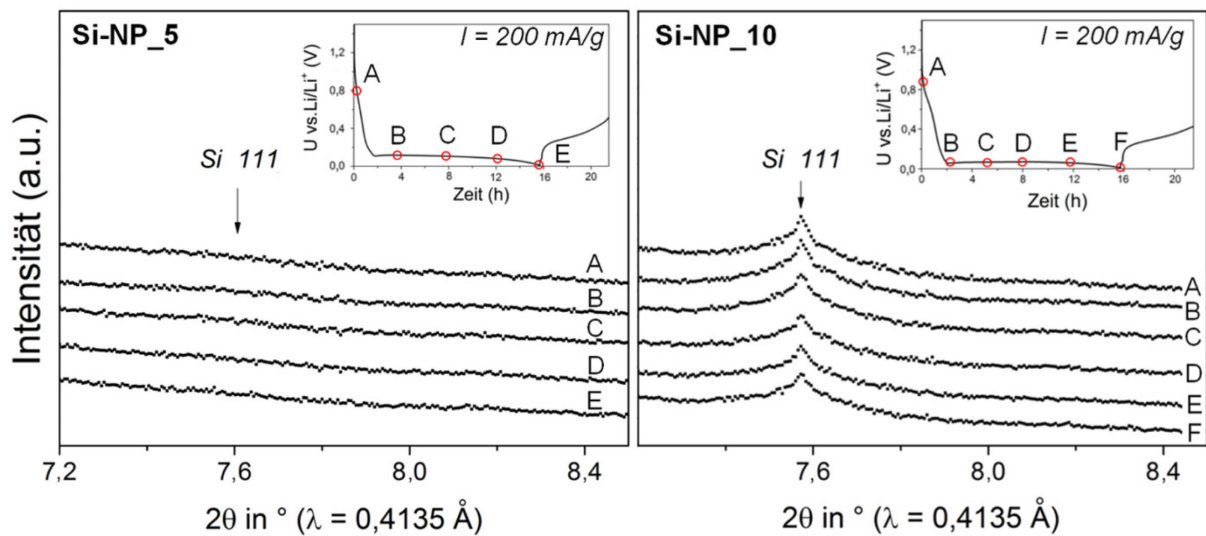 Si-NP_5
I = 200 mA/g
U vs.Li/Li⁺ (V)
1,2
0,8
0,4
0,0
0 4 8 12 16 20
Zeit (h)
A
B
C
D
E
Si 111
A
B
C
D
E
Intensität (a.u.)
7,2 7,6 8,0 8,4
2θ in ° (λ = 0,4135 Å)
Si-NP_10
I = 200 mA/g
U vs.Li/Li⁺ (V)
1,2
0,8
0,4
0,0
0 4 8 12 16 20
Zeit (h)
A
B
C
D
E
F
Si 111
A
B
C
D
E
F
7,6 8,0 8,4
2θ in ° (λ = 0,4135 Å)